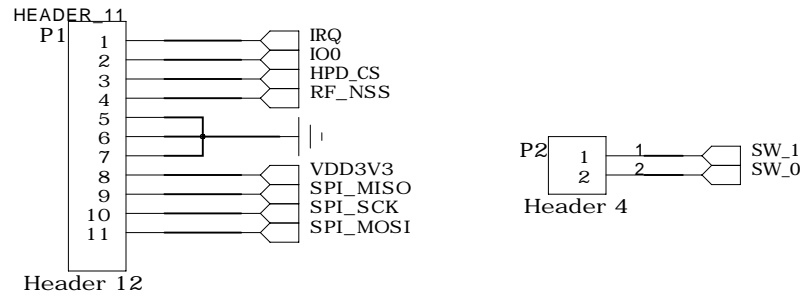 HEADER_11
P1
1 IRQ
2 IO0
3 HPD_CS
4 RF_NSS
5
6
7
8 VDD3V3
9 SPI_MISO
10 SPI_SCK
11 SPI_MOSI
Header 12
P2
1 1 SW_1
2 2 SW_0
Header 4